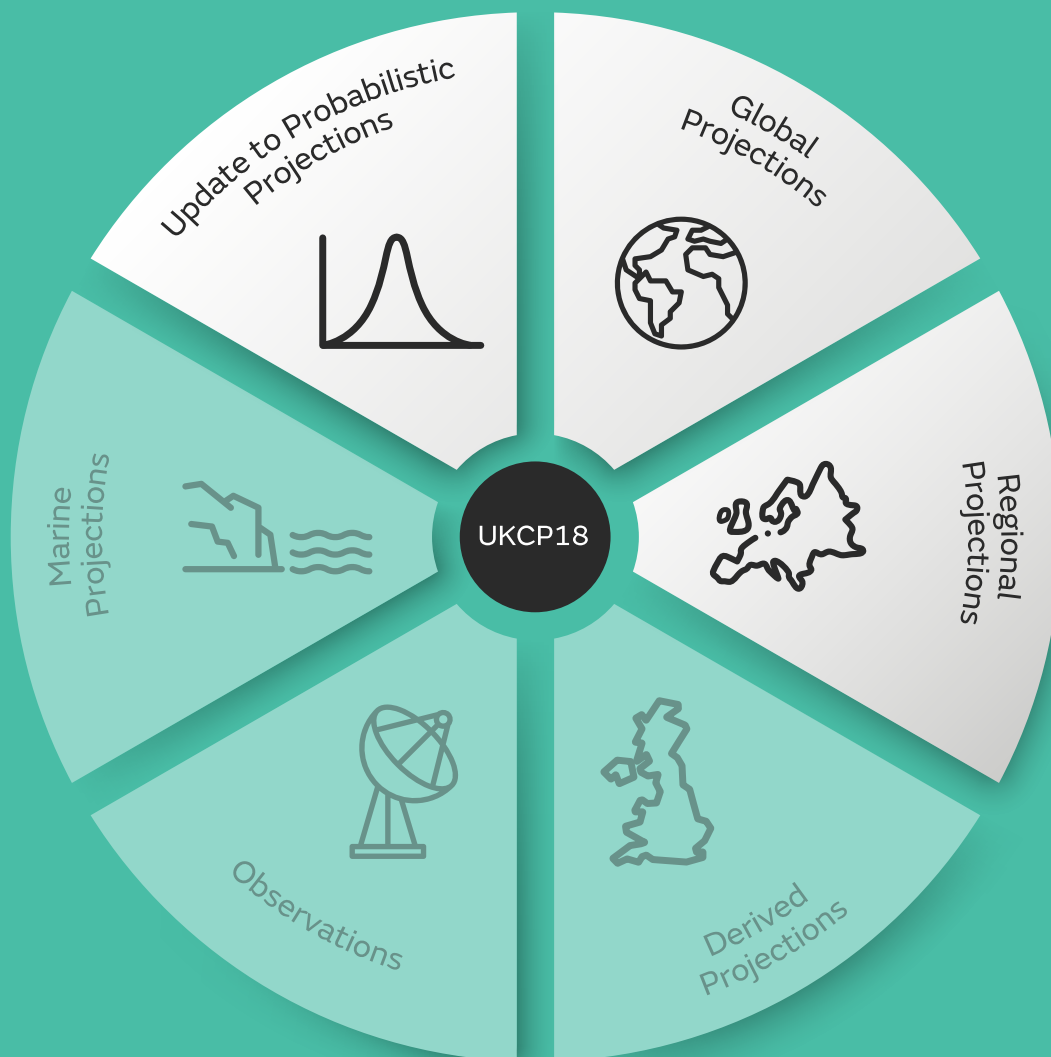 Update to Probabilistic
Projections
Global
Projections
Regional
Projections
Marine
Projections
UKCP18
Observations
Derived
Projections